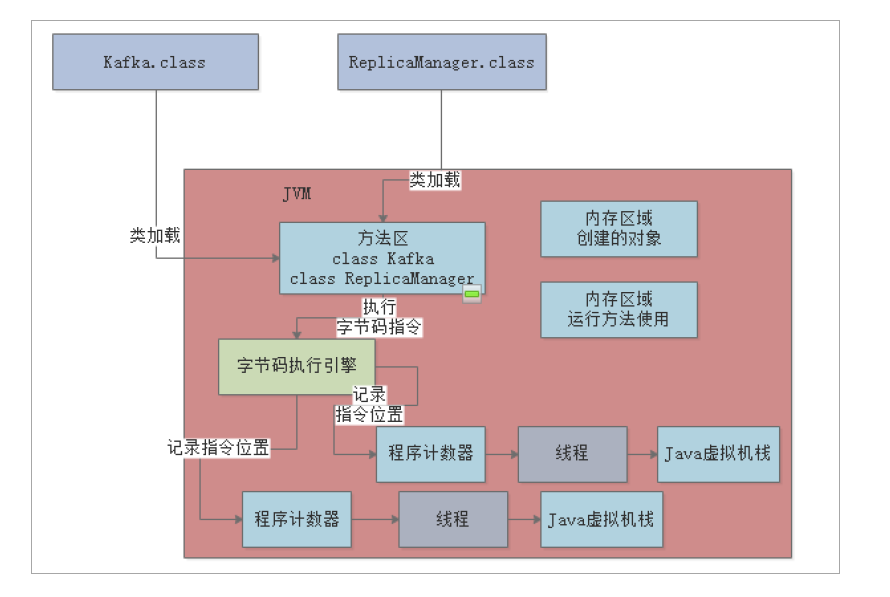 Kafka.class
ReplicaManager.class
JVM
类加载
类加载
方法区
class Kafka
class ReplicaManager
内存区域
创建的对象
内存区域
运行方法使用
执行
字节码指令
字节码执行引擎
记录
指令位置
记录指令位置
程序计数器
线程
Java虚拟机栈
程序计数器
线程
Java虚拟机栈